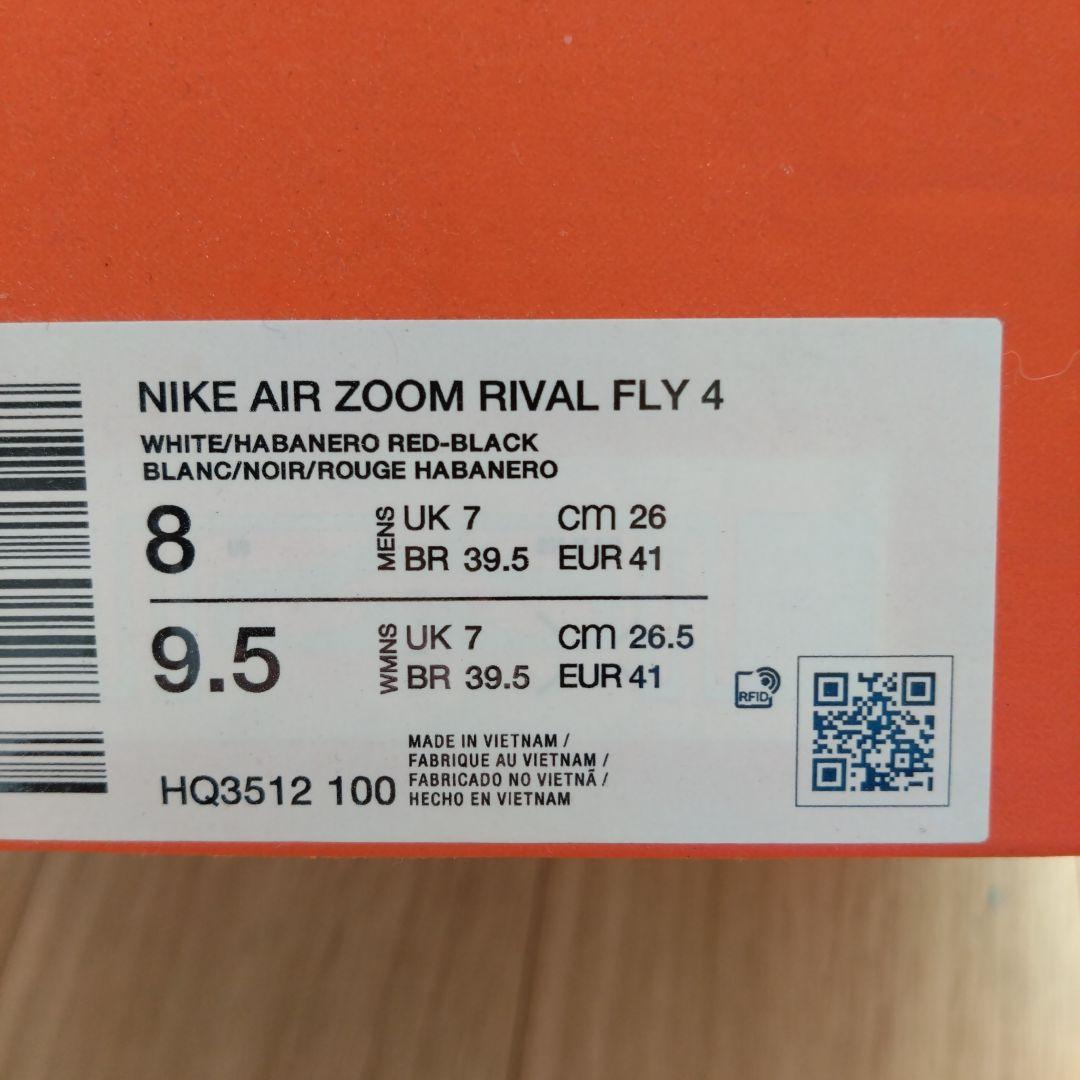 NIKE AIR ZOOM RIVAL FLY 4
WHITE/HABANERO RED-BLACK
BLANC/NOIR/ROUGE HABANERO
8 MENS UK 7 cm 26
BR 39.5 EUR 41
9.5 WMNS UK 7 cm 26.5
BR 39.5 EUR 41
RFID
HQ3512 100
MADE IN VIETNAM /
FABRIQUE AU VIETNAM /
FABRICADO NO VIETNÃ /
HECHO EN VIETNAM